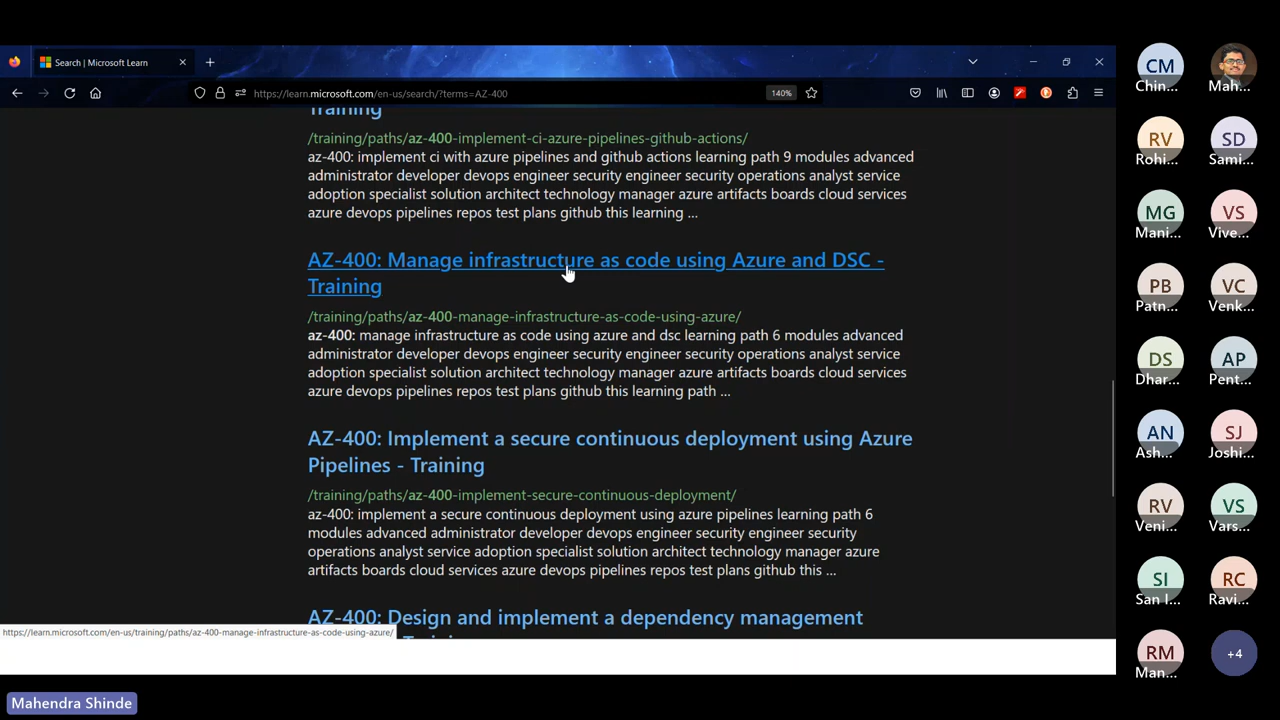 Search | Microsoft Learn
https://learn.microsoft.com/en-us/search/?terms=AZ-400
140%
Training
/training/paths/az-400-implement-ci-azure-pipelines-github-actions/
az-400: implement ci with azure pipelines and github actions learning path 9 modules advanced
administrator developer devops engineer security engineer security operations analyst service
adoption specialist solution architect technology manager azure artifacts boards cloud services
azure devops pipelines repos test plans github this learning ...
AZ-400: Manage infrastructure as code using Azure and DSC -
Training
/training/paths/az-400-manage-infrastructure-as-code-using-azure/
az-400: manage infrastructure as code using azure and dsc learning path 6 modules advanced
administrator developer devops engineer security engineer security operations analyst service
adoption specialist solution architect technology manager azure artifacts boards cloud services
azure devops pipelines repos test plans github this learning path ...
AZ-400: Implement a secure continuous deployment using Azure
Pipelines - Training
/training/paths/az-400-implement-secure-continuous-deployment/
az-400: implement a secure continuous deployment using azure pipelines learning path 6
modules advanced administrator developer devops engineer security engineer security
operations analyst service adoption specialist solution architect technology manager azure
artifacts boards cloud services azure devops pipelines repos test plans github this ...
AZ-400: Design and implement a dependency management
https://learn.microsoft.com/en-us/training/paths/az-400-manage-infrastructure-as-code-using-azure/
Mahendra Shinde
CM
Chin...
Mah...
RV
Rohi...
SD
Sami...
MG
Mani...
VS
Vive...
PB
Patn...
VC
Venk...
DS
Dhar...
AP
Pent...
AN
Ash...
SJ
Joshi...
RV
Veni...
VS
Vars...
SI
San I...
RC
Ravi...
RM
Man...
+4